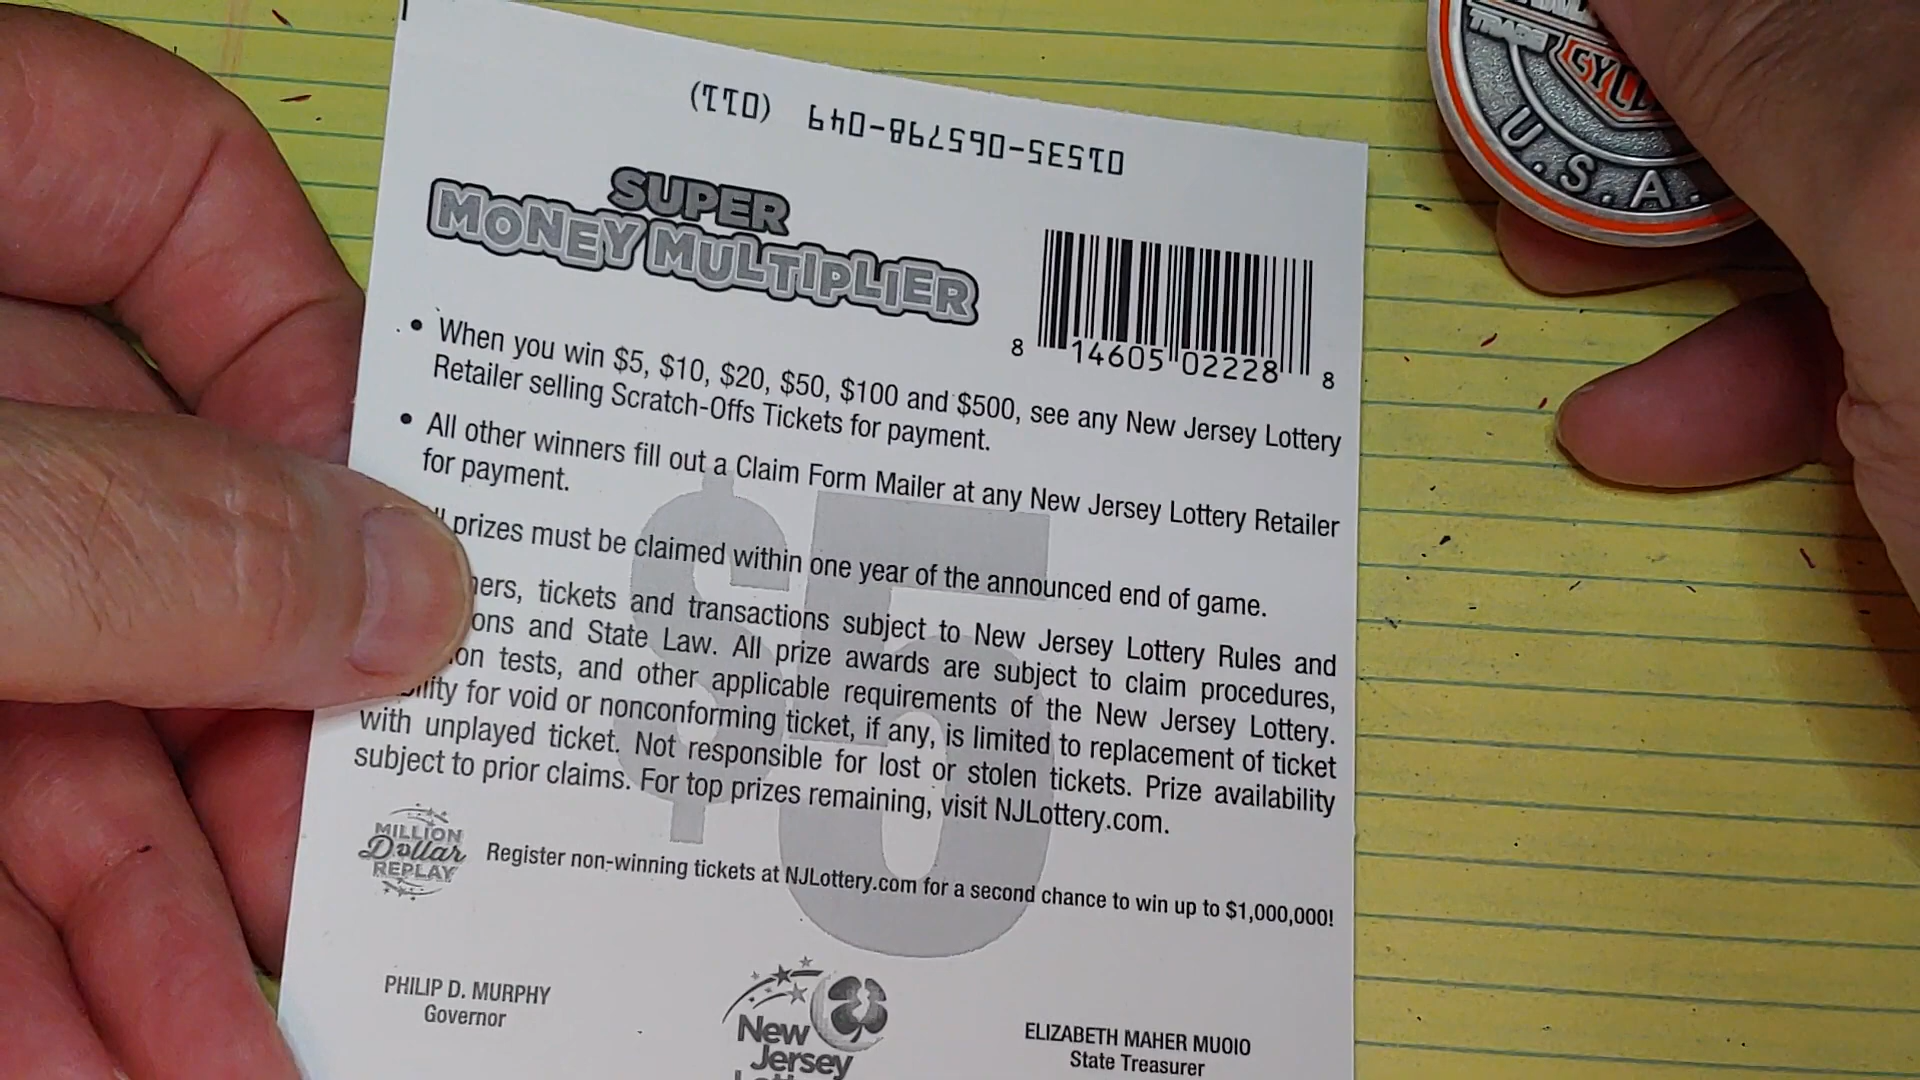 01535-065798-049 (011)
SUPER
MONEY MULTIPLIER
8 14605 02228 8
• When you win $5, $10, $20, $50, $100 and $500, see any New Jersey Lottery
Retailer selling Scratch-Offs Tickets for payment.
• All other winners fill out a Claim Form Mailer at any New Jersey Lottery Retailer
for payment.
prizes must be claimed within one year of the announced end of game.
tickets and transactions subject to New Jersey Lottery Rules and
and State Law. All prize awards are subject to claim procedures,
tests, and other applicable requirements of the New Jersey Lottery.
for void or nonconforming ticket, if any, is limited to replacement of ticket
with unplayed ticket. Not responsible for lost or stolen tickets. Prize availability
subject to prior claims. For top prizes remaining, visit NJLottery.com.
$5
MILLION
Dollar
REPLAY
Register non-winning tickets at NJLottery.com for a second chance to win up to $1,000,000!
PHILIP D. MURPHY
Governor
New
Jersey
ELIZABETH MAHER MUOIO
State Treasurer
U.S.A.